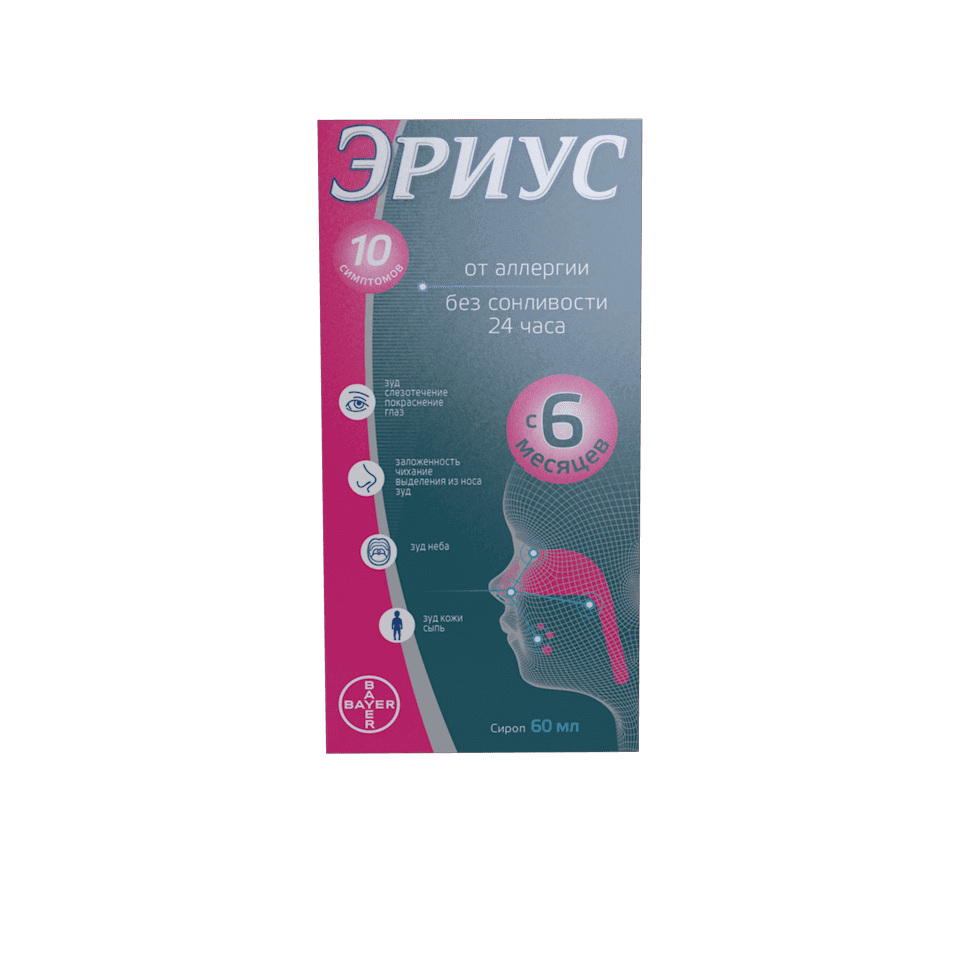 ЭРИУС
10
СИМПТОМОВ
от аллергии
без сонливости
24 часа
зуд
слезотечение
покраснение
глаз
с 6
месяцев
заложенность
чихание
выделения из носа
зуд
зуд неба
зуд кожи
сыпь
BAYER
BAYER
Сироп 60 мл